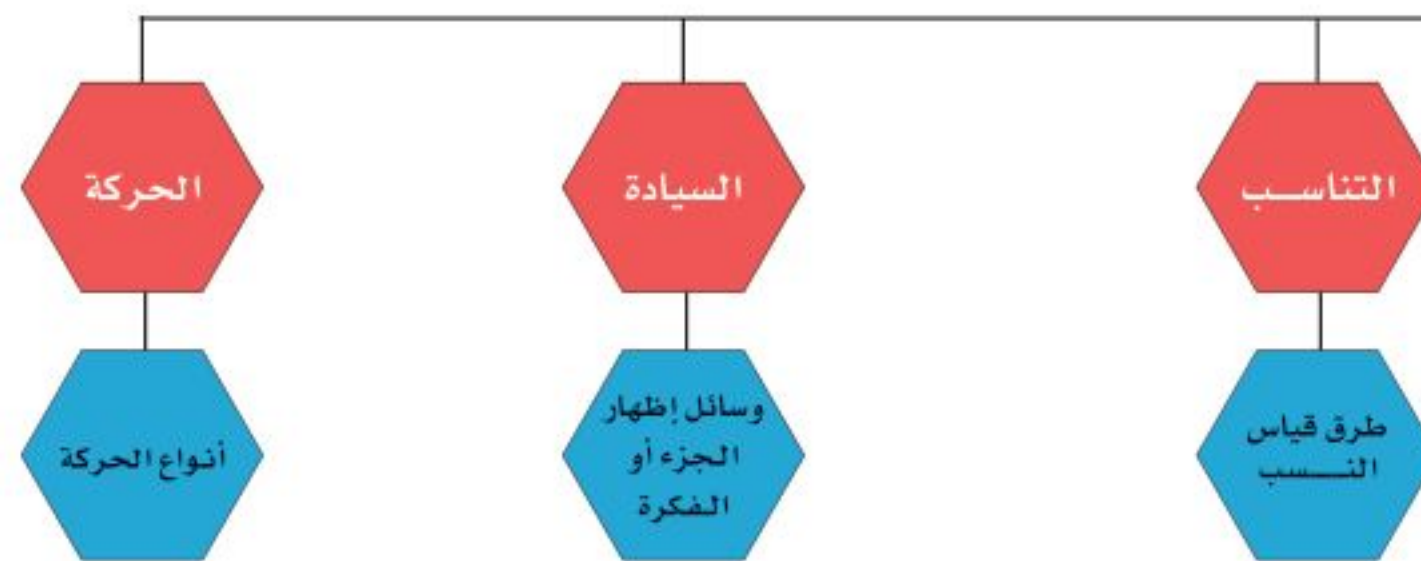 التناسب
السيادة
الحركة
طرق قياس
النسب
وسائل إظهار
الجزء أو
الفكرة
أنواع الحركة